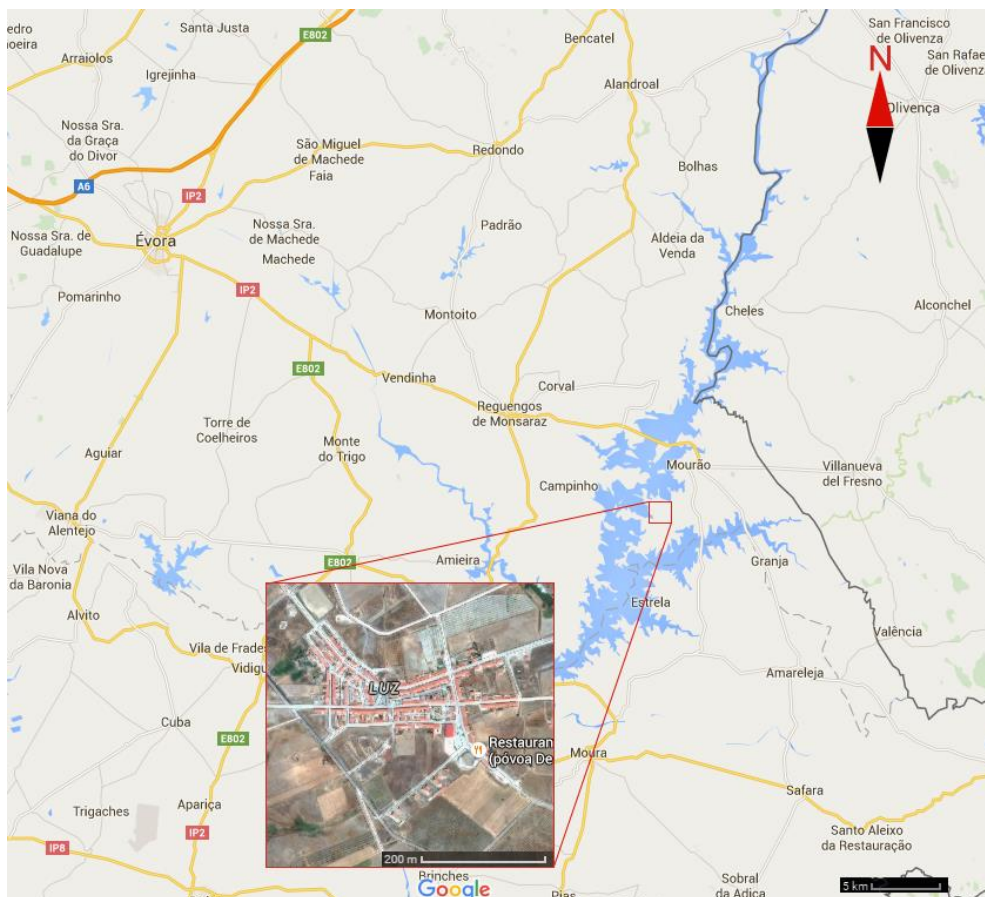 San Francisco
de Olivenza
Santa Justa
E802
Bencatel
San Rafae
de Olivenz
edro
noeira
Arraiolos
N
Igrejinha
Alandroal
Olivença
Nossa Sra.
da Graça
do Divor
São Miguel
de Machede
Faia
Redondo
Bolhas
A6
IP2
Nossa Sra. de
Guadalupe
Évora
Nossa Sra.
de Machede
Machede
Padrão
Aldeia da
Venda
Pomarinho
IP2
Montoito
Cheles
Alconchel
E802
Vendinha
Corval
Torre de
Coelheiros
Reguengos
de Monsaraz
Aguiar
Monte
do Trigo
Mourão
Villanueva
del Fresno
Campinho
Viana do
Alentejo
Vila Nova
da Baronia
E802
Amieira
Granja
Alvito
Estrela
València
Vila de Frades
Vidigu
LUZ
Amareleja
Cuba
E802
Restauran
(póvoa De
Moura
Trigaches
Apariça
Safara
IP8
IP2
Santo Aleixo
da Restauração
200 m
Brinches
Google
Pias
Sobral
da Adiça
5 km